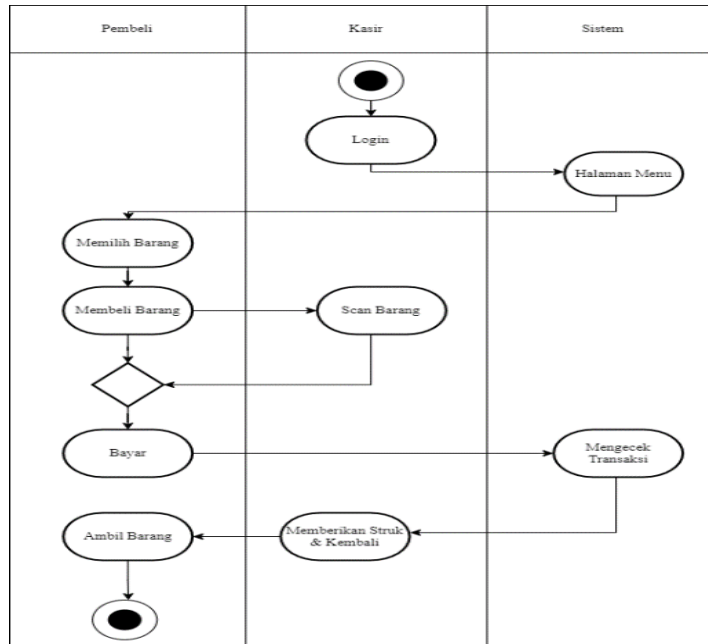 Pembeli
Kasir
Sistem
Login
Halaman Menu
Memilih Barang
Membeli Barang
Scan Barang
Bayar
Mengecek
Transaksi
Memberikan Struk
& Kembali
Ambil Barang